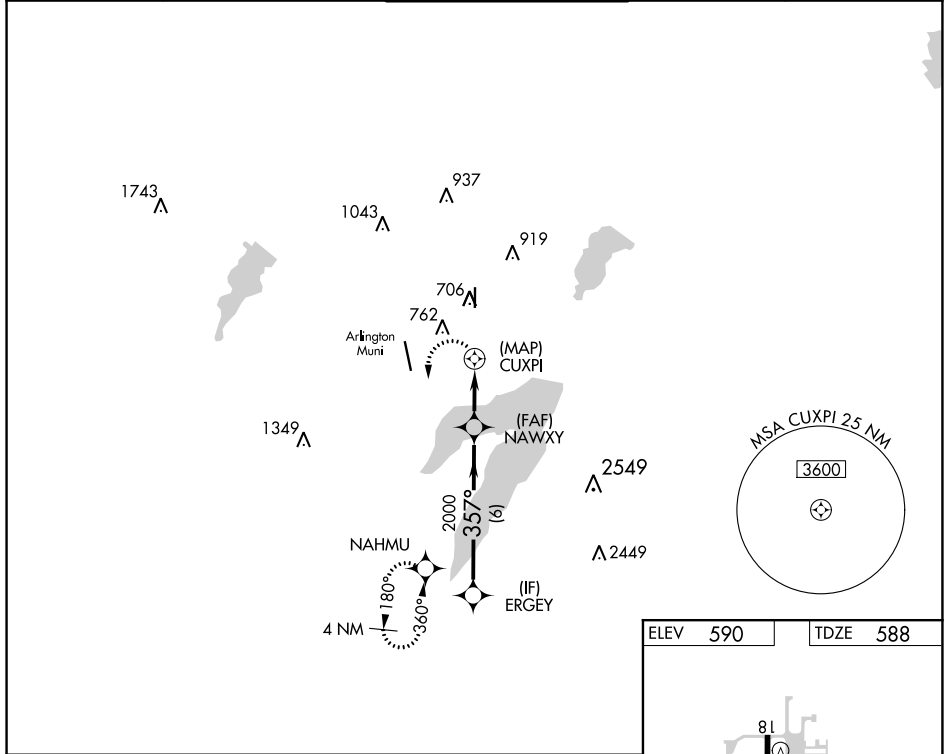 1743
937
1043
919
706
762
Arlington
Muni
(MAP)
CUXPI
(FAF)
NAWXY
1349
2549
MSA CUXPI 25 NM
3600
2000
357°
(6)
NAHMU
2449
180°
360°
(IF)
ERGEY
4 NM
ELEV 590
TDZE 588
18
A